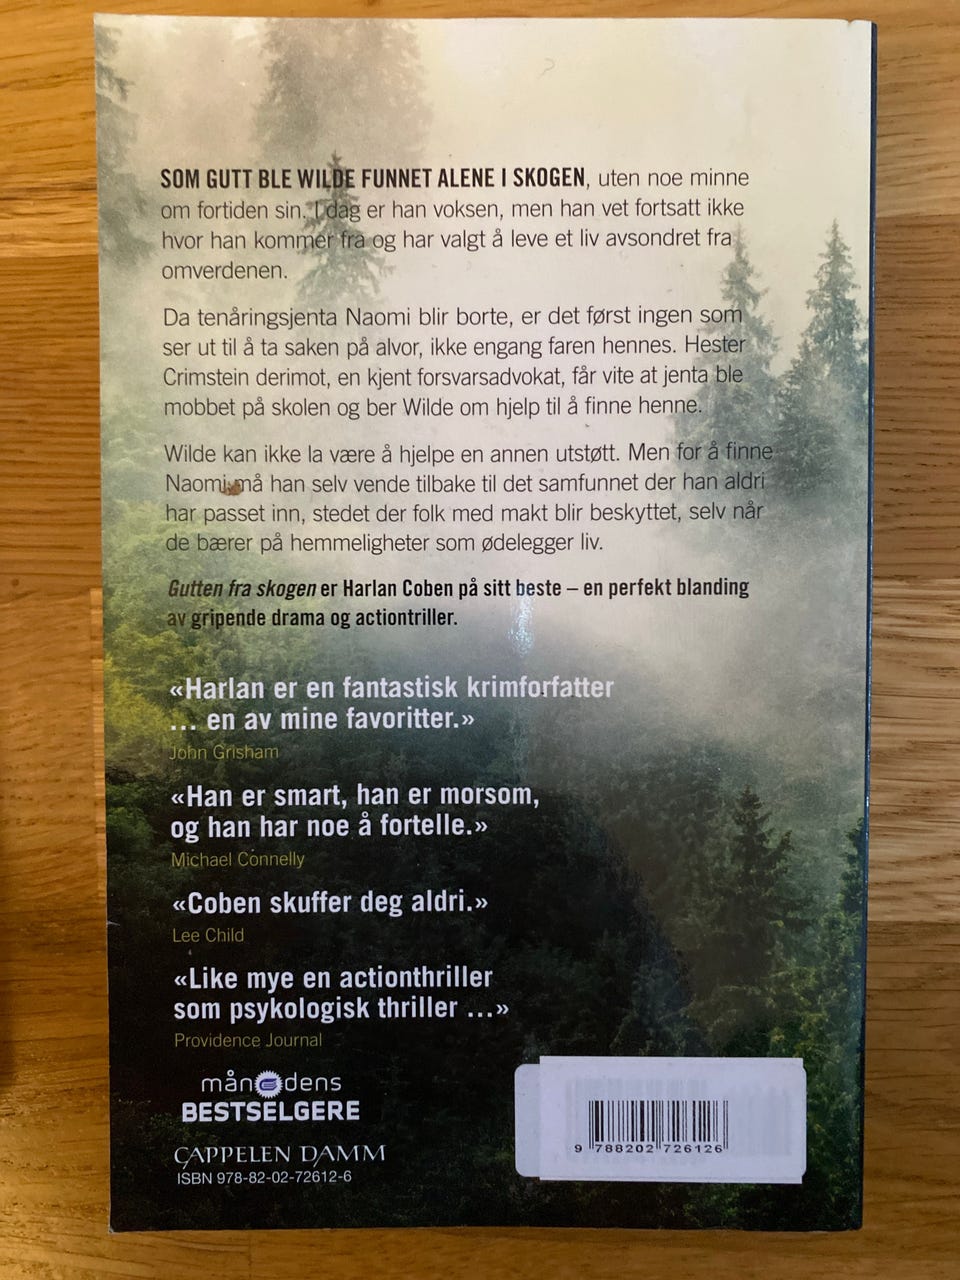 SOM GUTT BLE WILDE FUNNET ALENE I SKOGEN, uten noe minne
om fortiden sin. I dag er han voksen, men han vet fortsatt ikke
hvor han kommer fra og har valgt å leve et liv avsondret fra
omverdenen.
Da tenåringsjenta Naomi blir borte, er det først ingen som
ser ut til å ta saken på alvor, ikke engang faren hennes. Hester
Crimstein derimot, en kjent forsvarsadvokat, får vite at jenta ble
mobbet på skolen og ber Wilde om hjelp til å finne henne.
Wilde kan ikke la være å hjelpe en annen utstøtt. Men for å finne
Naomi må han selv vende tilbake til det samfunnet der han aldri
har passet inn, stedet der folk med makt blir beskyttet, selv når
de bærer på hemmeligheter som ødelegger liv.
Gutten fra skogen er Harlan Coben på sitt beste – en perfekt blanding
av gripende drama og actiontriller.
«Harlan er en fantastisk krimforfatter
... en av mine favoritter.»
John Grisham
«Han er smart, han er morsom,
og han har noe å fortelle.»
Michael Connelly
«Coben skuffer deg aldri.»
Lee Child
«Like mye en actionthriller
som psykologisk thriller ...»
Providence Journal
månedens
BESTSELGERE
CAPPELEN DAMM
ISBN 978-82-02-72612-6
9 788202 726126